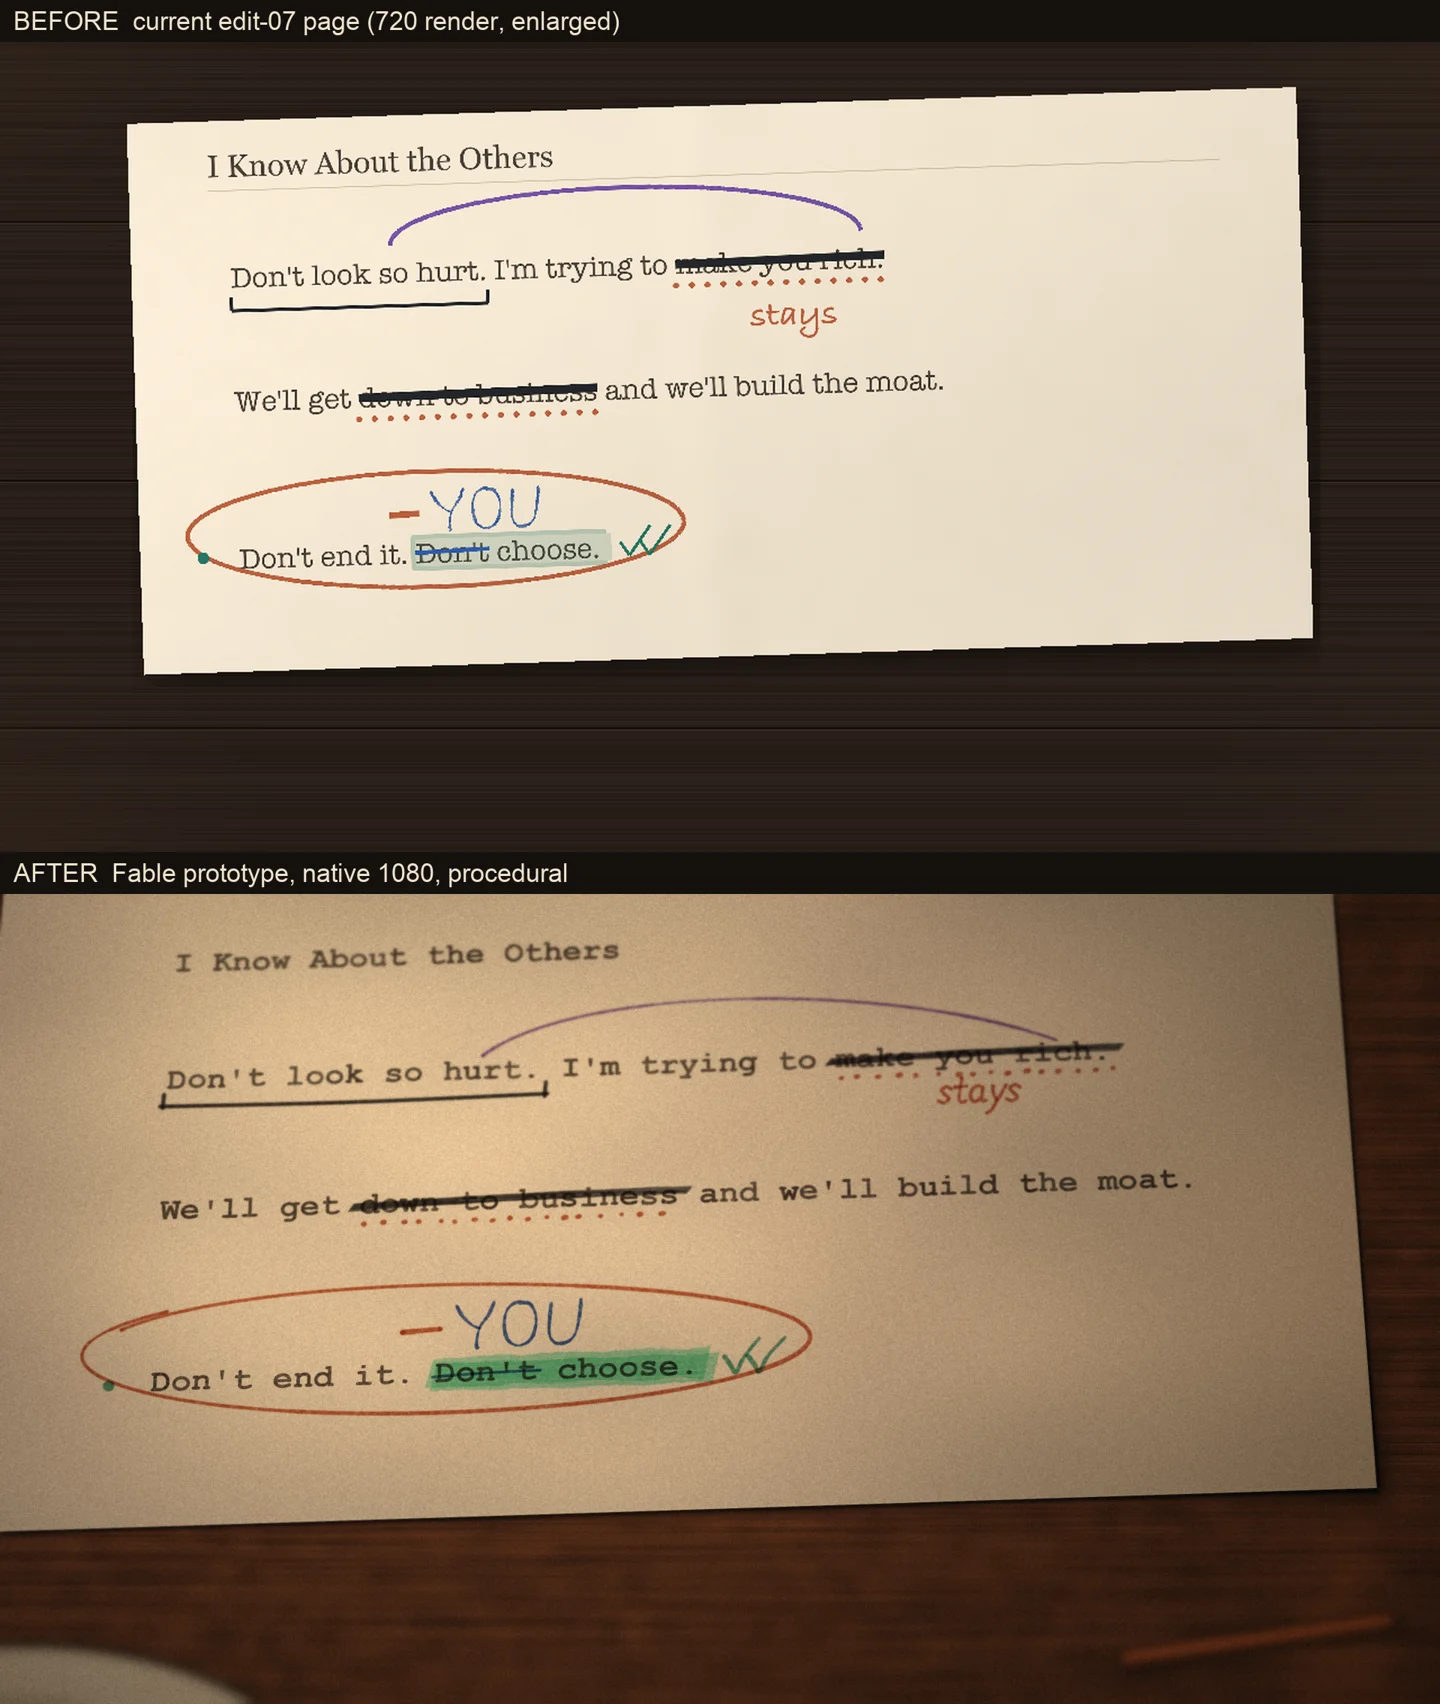 BEFORE current edit-07 page (720 render, enlarged)
I Know About the Others
Don't look so hurt. I'm trying to make you rich.
stays
We'll get down to business and we'll build the moat.
– YOU
Don't end it. Don't choose.
AFTER Fable prototype, native 1080, procedural
I Know About the Others
Don't look so hurt. I'm trying to make you rich.
stays
We'll get down to business and we'll build the moat.
– YOU
Don't end it. Don't choose.